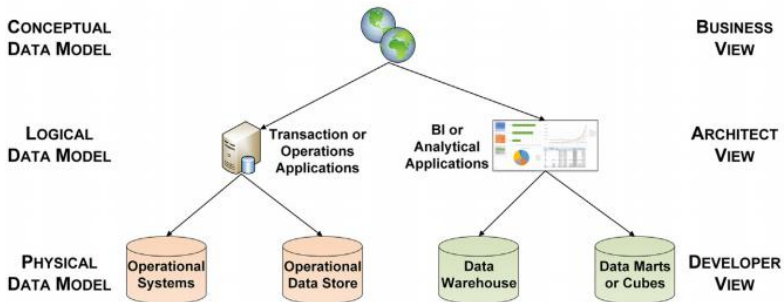 CONCEPTUAL
DATA MODEL
BUSINESS
VIEW
LOGICAL
DATA MODEL
Transaction or
Operations
Applications
BI or
Analytical
Applications
ARCHITECT
VIEW
PHYSICAL
DATA MODEL
Operational
Systems
Operational
Data Store
Data
Warehouse
Data Marts
or Cubes
DEVELOPER
VIEW